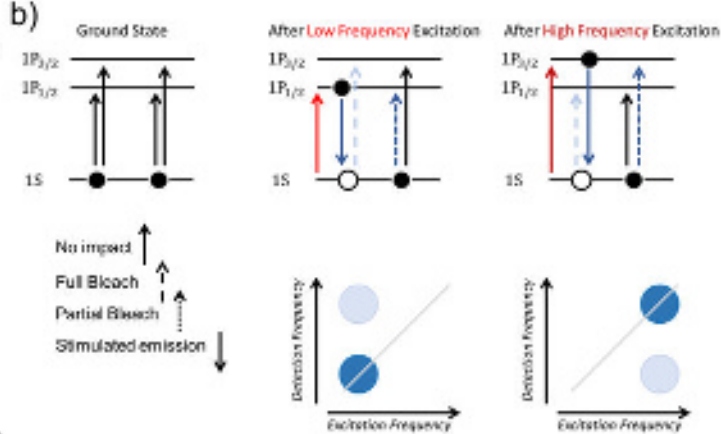 b)
Ground State
After Low Frequency Excitation
After High Frequency Excitation
1P3/2
1P1/2
1S
1P3/2
1P1/2
1S
1P3/2
1P1/2
1S
No impact
Full Bleach
Partial Bleach
Stimulated emission
Detection Frequency
Excitation Frequency
Detection Frequency
Excitation Frequency